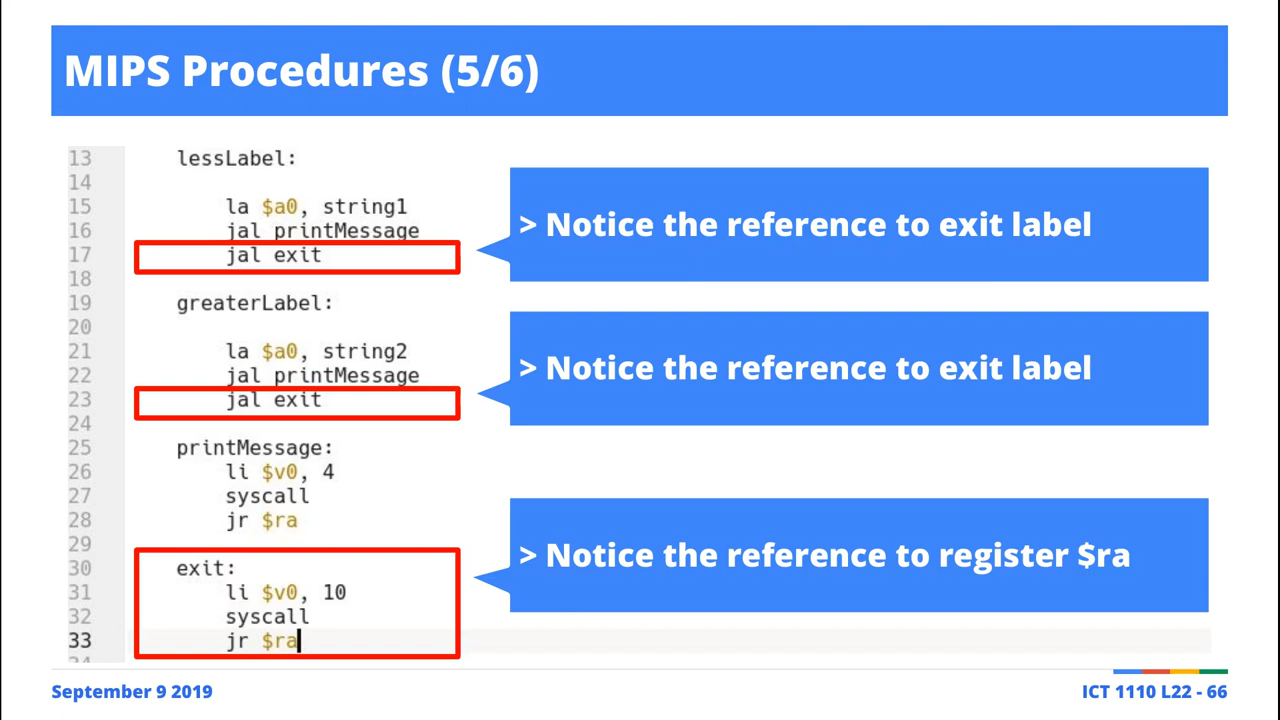 MIPS Procedures (5/6)
13 lessLabel:
14
15 la $a0, string1
16 jal printMessage
17 jal exit
18
19 greaterLabel:
20
21 la $a0, string2
22 jal printMessage
23 jal exit
24
25 printMessage:
26 li $v0, 4
27 syscall
28 jr $ra
29
30 exit:
31 li $v0, 10
32 syscall
33 jr $ra
> Notice the reference to exit label
> Notice the reference to exit label
> Notice the reference to register $ra
September 9 2019
ICT 1110 L22 - 66